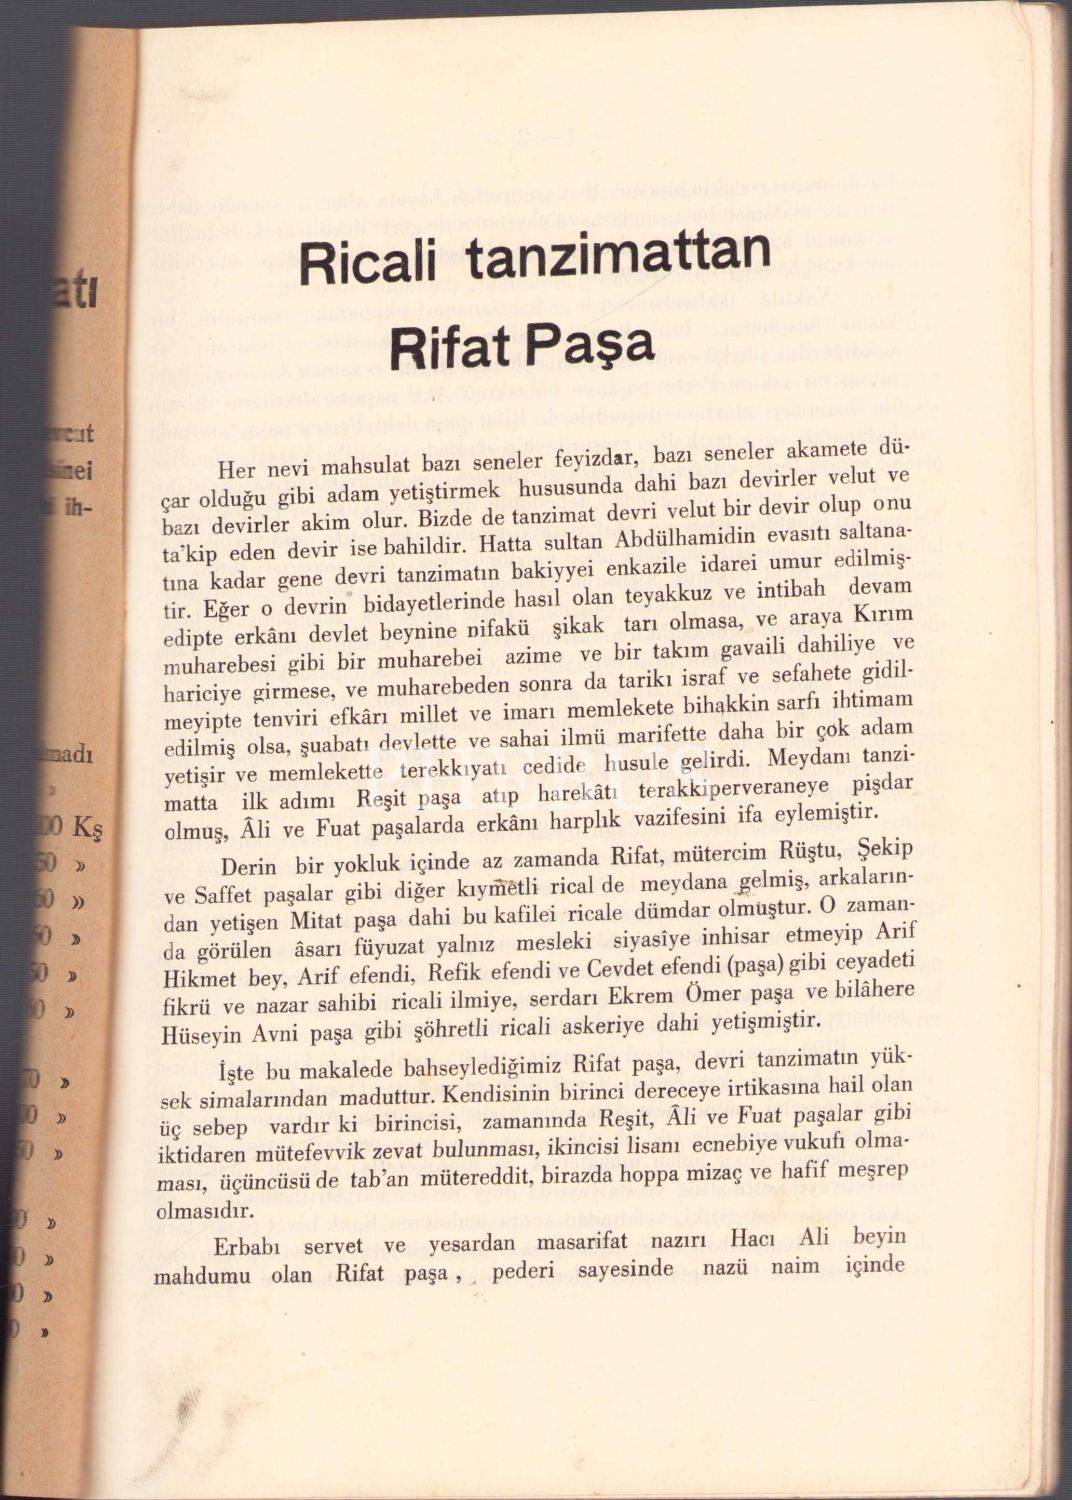 Ricali tanzimattan
Rifat Paşa
Her nevi mahsulat bazı seneler feyizdar, bazı seneler akamete dü-
çar olduğu gibi adam yetiştirmek hususunda dahi bazı devirler velut ve
bazı devirler akim olur. Bizde de tanzimat devri velut bir devir olup onu
ta'kip eden devir ise bahildir. Hatta sultan Abdülhamidin evasıtı saltana-
tına kadar gene devri tanzimatın bakiyyei enkazile idarei umur edilmiş-
tir. Eğer o devrin bidayetlerinde hasıl olan teyakkuz ve intibah devam
edipte erkânı devlet beynine nifakü şikak tarı olmasa, ve araya Kırım
muharebesi gibi bir muharebei azime ve bir takım gavaili dahiliye ve
hariciye girmese, ve muharebeden sonra da tarikı israf ve sefahete gidil-
meyipte tenviri efkârı millet ve imarı memlekete bihakkin sarfı ihtimam
edilmiş olsa, şuabatı devlette ve sahai ilmü marifette daha bir çok adam
yetişir ve memlekette terekkıyatı cedide husule gelirdi. Meydanı tanzi-
matta ilk adımı Reşit paşa atıp harekâtı terakkiperveraneye pişdar
olmuş, Âli ve Fuat paşalarda erkânı harplık vazifesini ifa eylemiştir.
Derin bir yokluk içinde az zamanda Rifat, mütercim Rüştu, Şekip
ve Saffet paşalar gibi diğer kıymetli rical de meydana gelmiş, arkaların-
dan yetişen Mitat paşa dahi bu kafilei ricale dümdar olmuştur. O zaman-
da görülen âsarı füyuzat yalnız mesleki siyasîye inhisar etmeyip Arif
Hikmet bey, Arif efendi, Refik efendi ve Cevdet efendi (paşa) gibi ceyadeti
fikrü ve nazar sahibi ricali ilmiye, serdarı Ekrem Ömer paşa ve bilâhere
Hüseyin Avni paşa gibi şöhretli ricali askeriye dahi yetişmiştir.
İşte bu makalede bahseylediğimiz Rifat paşa, devri tanzimatın yük-
sek simalarından maduttur. Kendisinin birinci dereceye irtikasına hail olan
üç sebep vardır ki birincisi, zamanında Reşit, Âli ve Fuat paşalar gibi
iktidaren mütefevvik zevat bulunması, ikincisi lisanı ecnebiye vukufı olma-
ması, üçüncüsü de tab'an mütereddit, birazda hoppa mizaç ve hafif meşrep
olmasıdır.
Erbabı servet ve yesardan masarifat nazırı Hacı Ali beyin
mahdumu olan Rifat paşa, pederi sayesinde nazü naim içinde